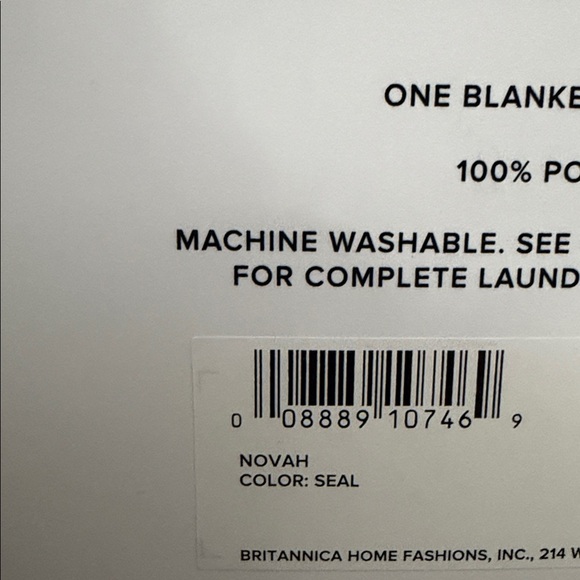 ONE BLANKE
100% PO
MACHINE WASHABLE. SEE
FOR COMPLETE LAUND
0 08889 10746 9
NOVAH
COLOR: SEAL
BRITANNICA HOME FASHIONS, INC., 214 W